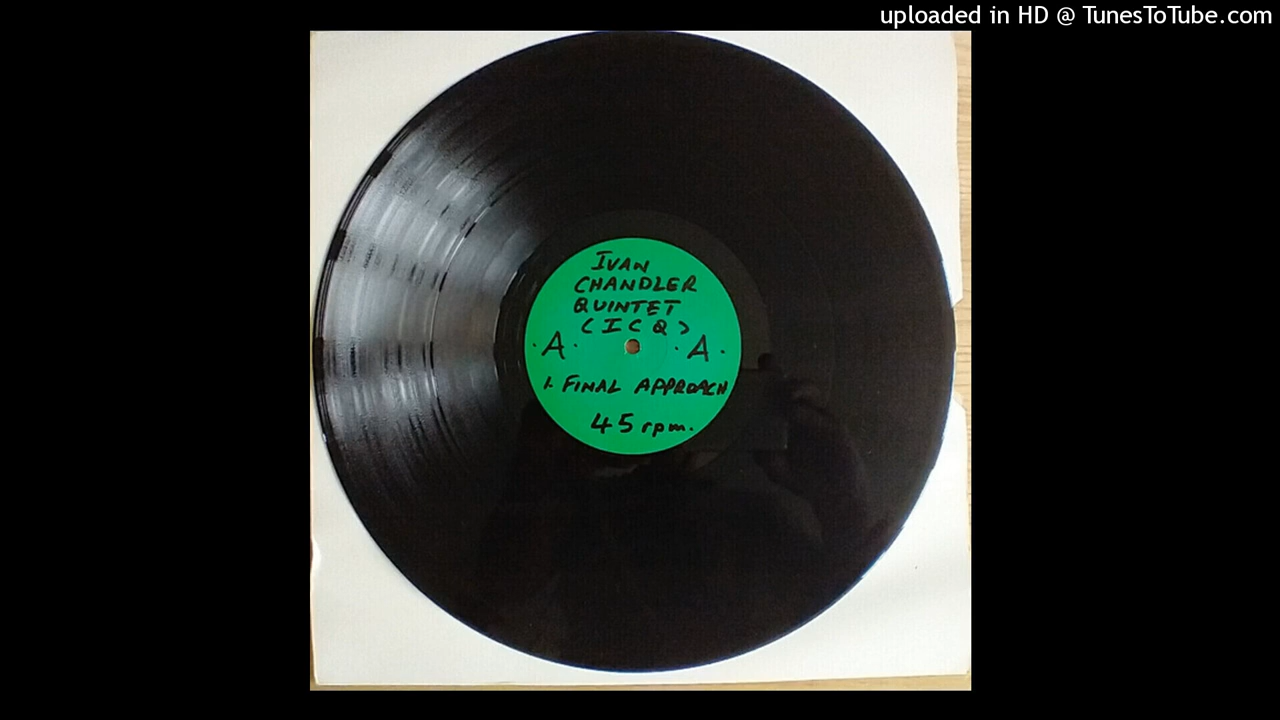 uploaded in HD @ TunesToTube.com
IVAN
CHANDLER
QUINTET
(ICQ)
·A· ·A·
1. FINAL APPROACH
45 rpm.